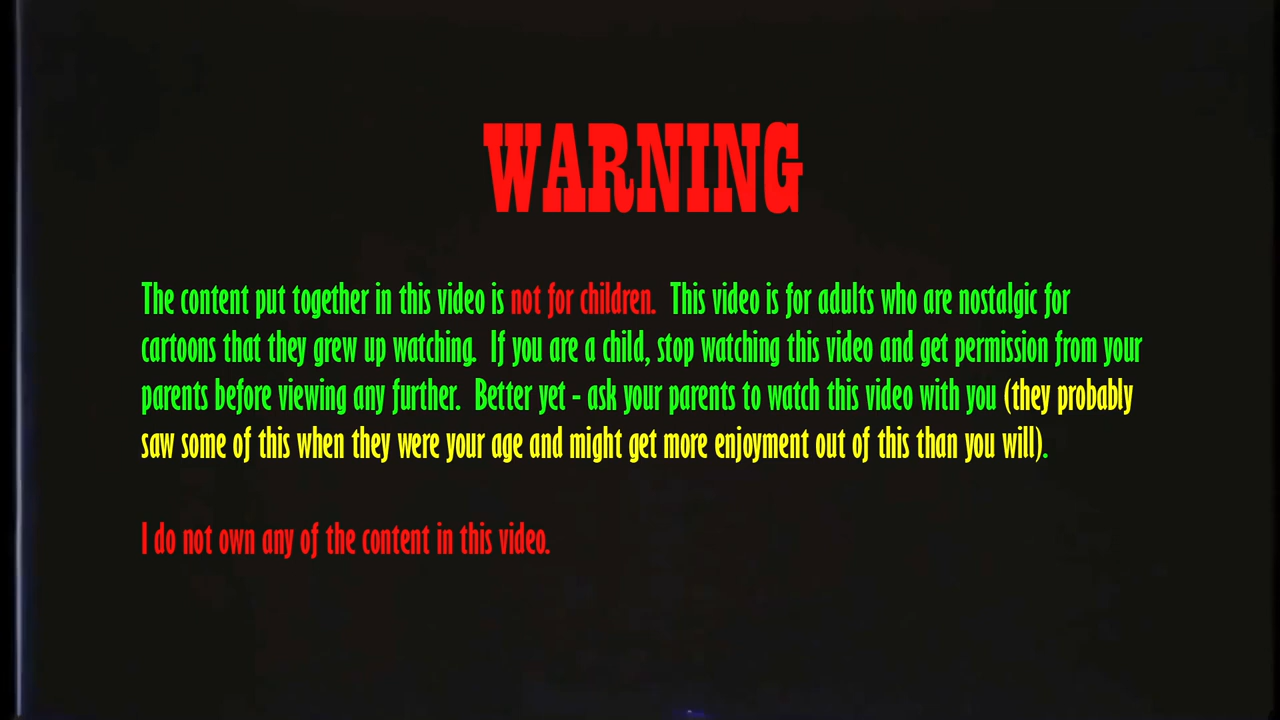 WARNING
The content put together in this video is not for children.  This video is for adults who are nostalgic for
cartoons that they grew up watching.  If you are a child, stop watching this video and get permission from your
parents before viewing any further.  Better yet - ask your parents to watch this video with you (they probably
saw some of this when they were your age and might get more enjoyment out of this than you will).
I do not own any of the content in this video.